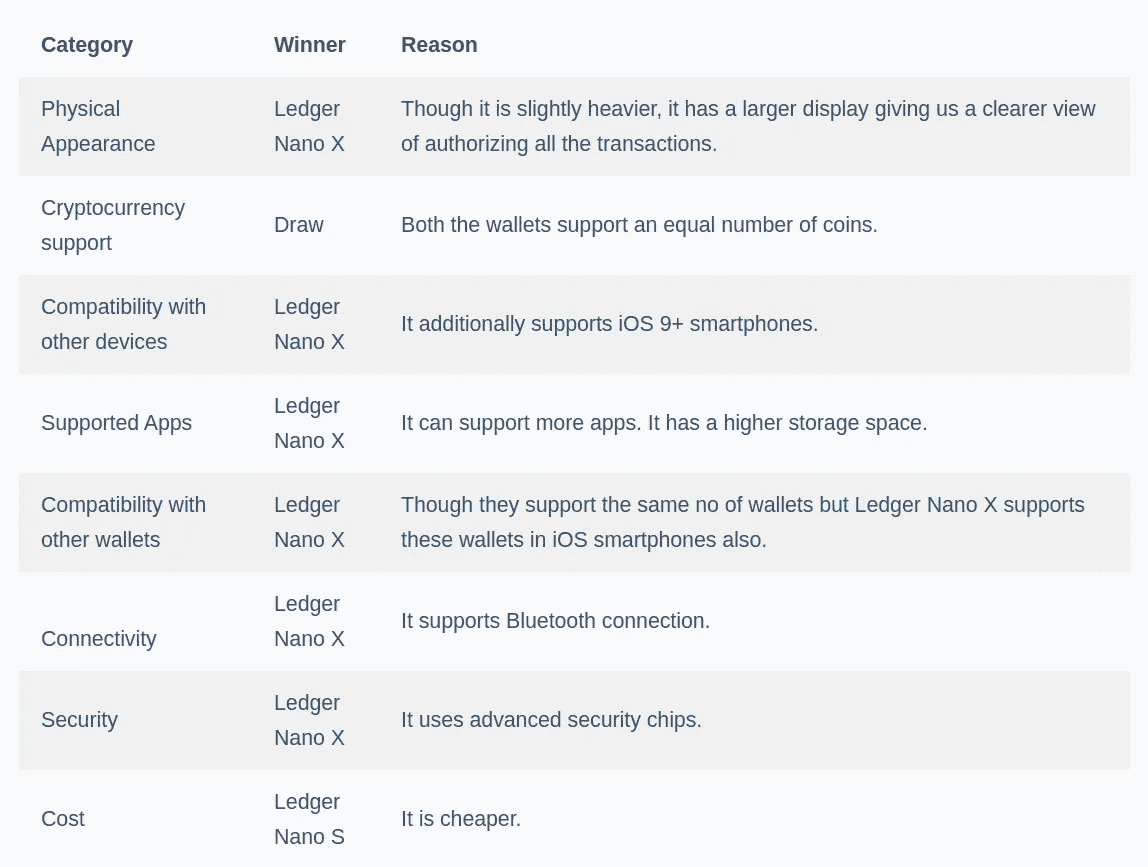 Category Winner Reason
Physical Appearance Ledger Nano X Though it is slightly heavier, it has a larger display giving us a clearer view of authorizing all the transactions.
Cryptocurrency support Draw Both the wallets support an equal number of coins.
Compatibility with other devices Ledger Nano X It additionally supports iOS 9+ smartphones.
Supported Apps Ledger Nano X It can support more apps. It has a higher storage space.
Compatibility with other wallets Ledger Nano X Though they support the same no of wallets but Ledger Nano X supports these wallets in iOS smartphones also.
Connectivity Ledger Nano X It supports Bluetooth connection.
Security Ledger Nano X It uses advanced security chips.
Cost Ledger Nano S It is cheaper.